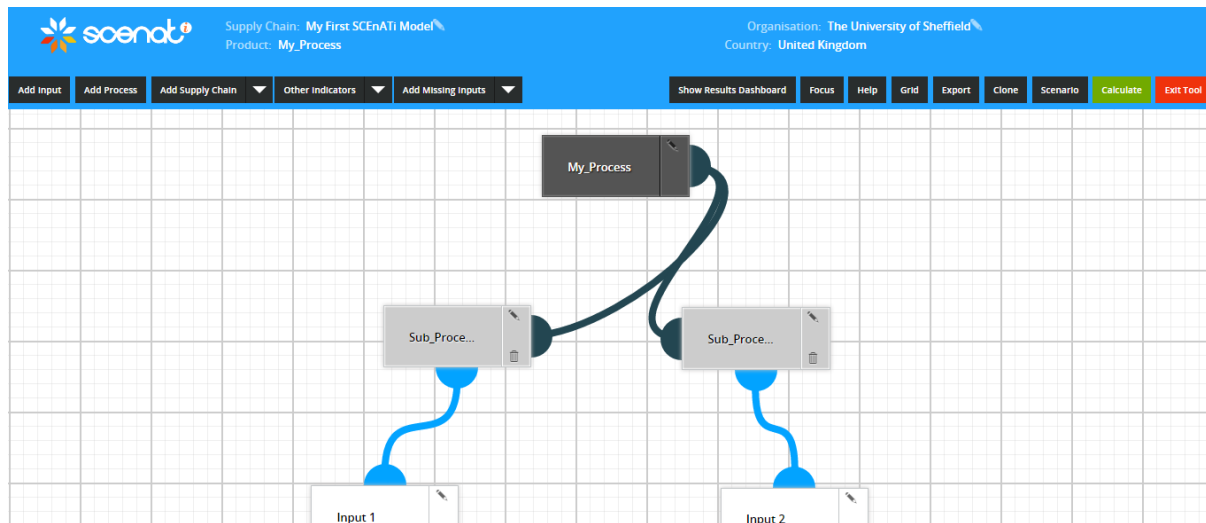 scenat i
Supply Chain: My First SCEnATi Model
Product: My_Process
Organisation: The University of Sheffield
Country: United Kingdom
Add Input Add Process Add Supply Chain Other Indicators Add Missing Inputs Show Results Dashboard Focus Help Grid Export Clone Scenario Calculate Exit Tool
My_Process
Sub_Proce... Sub_Proce...
Input 1 Input 2